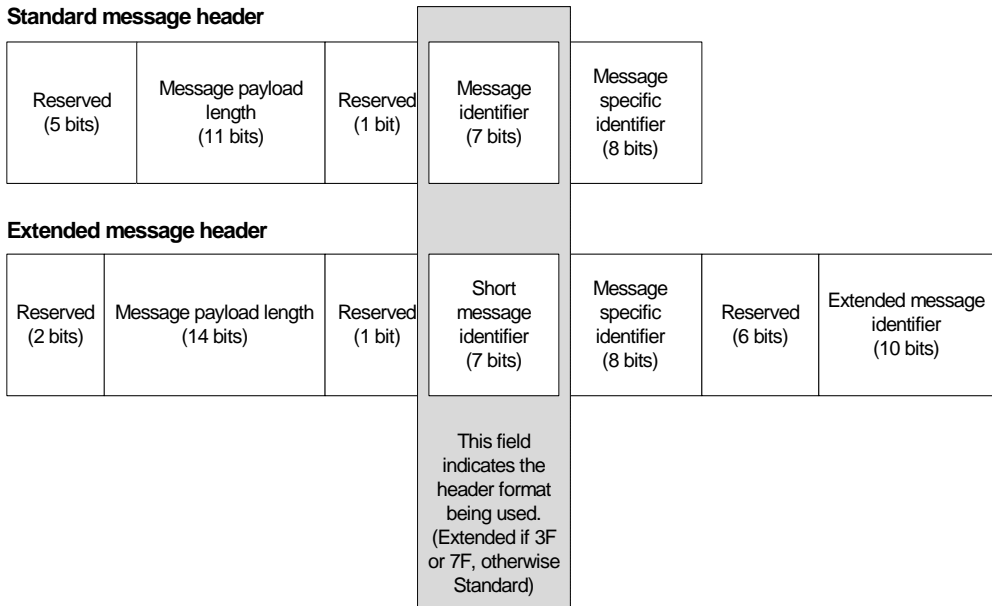 Standard message header
Reserved
(5 bits)
Message payload
length
(11 bits)
Reserved
(1 bit)
Message
identifier
(7 bits)
Message
specific
identifier
(8 bits)
Extended message header
Reserved
(2 bits)
Message payload length
(14 bits)
Reserved
(1 bit)
Short
message
identifier
(7 bits)
Message
specific
identifier
(8 bits)
Reserved
(6 bits)
Extended message
identifier
(10 bits)
This field
indicates the
header format
being used.
(Extended if 3F
or 7F, otherwise
Standard)